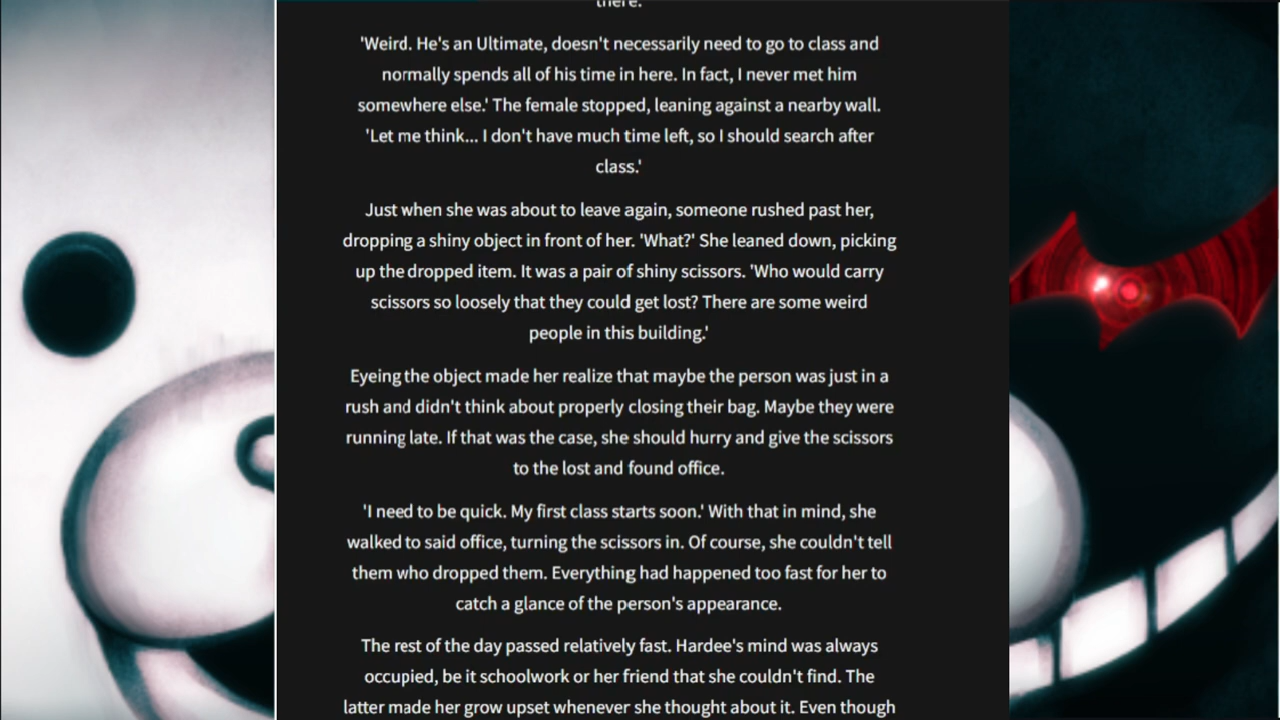 there.
'Weird. He's an Ultimate, doesn't necessarily need to go to class and
normally spends all of his time in here. In fact, I never met him
somewhere else.' The female stopped, leaning against a nearby wall.
'Let me think... I don't have much time left, so I should search after
class.'
Just when she was about to leave again, someone rushed past her,
dropping a shiny object in front of her. 'What?' She leaned down, picking
up the dropped item. It was a pair of shiny scissors. 'Who would carry
scissors so loosely that they could get lost? There are some weird
people in this building.'
Eyeing the object made her realize that maybe the person was just in a
rush and didn't think about properly closing their bag. Maybe they were
running late. If that was the case, she should hurry and give the scissors
to the lost and found office.
'I need to be quick. My first class starts soon.' With that in mind, she
walked to said office, turning the scissors in. Of course, she couldn't tell
them who dropped them. Everything had happened too fast for her to
catch a glance of the person's appearance.
The rest of the day passed relatively fast. Hardee's mind was always
occupied, be it schoolwork or her friend that she couldn't find. The
latter made her grow upset whenever she thought about it. Even though